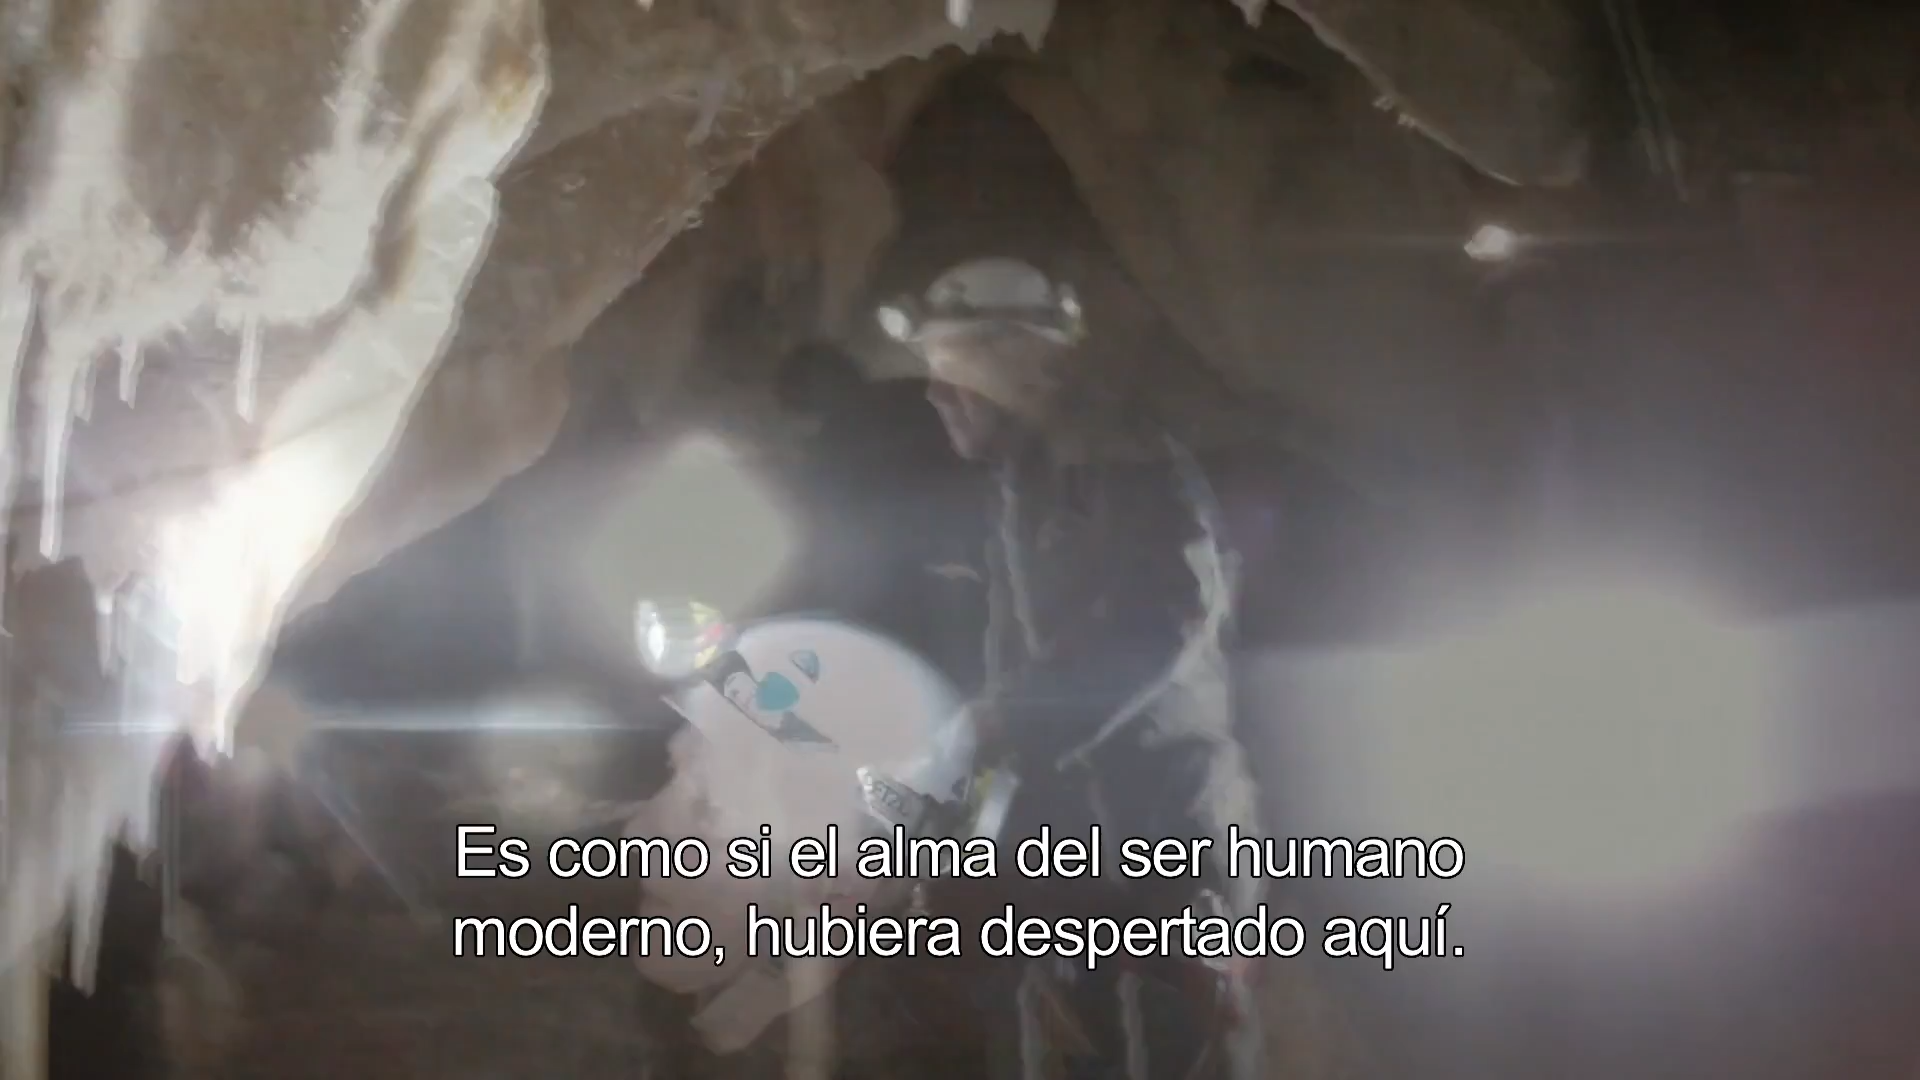 Es como si el alma del ser humano
moderno, hubiera despertado aquí.